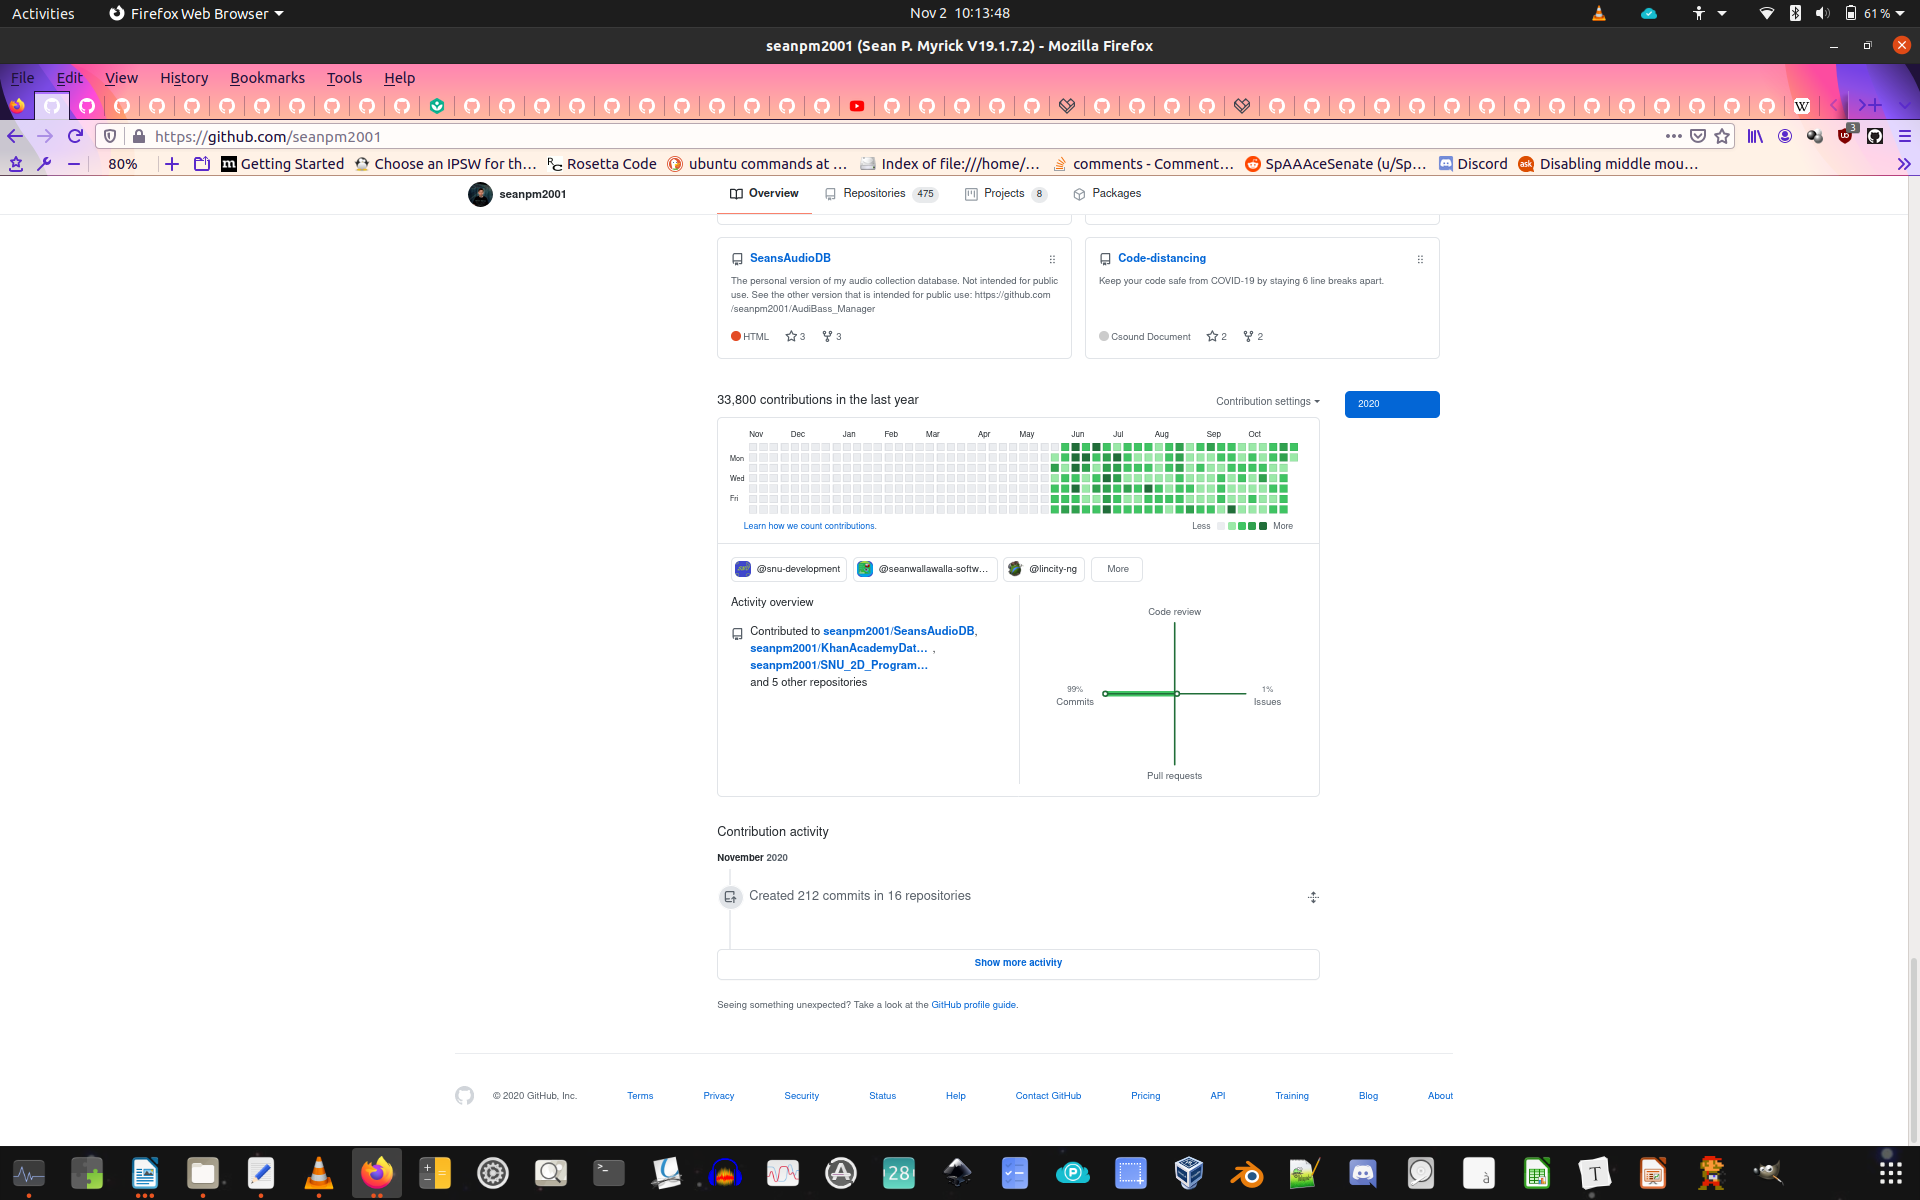 Activities
Firefox Web Browser
Nov 2 10:13:48
61 %
seanpm2001 (Sean P. Myrick V19.1.7.2) - Mozilla Firefox
File Edit View History Bookmarks Tools Help
https://github.com/seanpm2001
3
80%
Getting Started
Choose an IPSW for th…
Rosetta Code
ubuntu commands at …
Index of file:///home/…
comments - Comment…
SpAAAceSenate (u/Sp…
Discord
Disabling middle mou…
seanpm2001
Overview
Repositories 475
Projects 8
Packages
SeansAudioDB
The personal version of my audio collection database. Not intended for public
use. See the other version that is intended for public use: https://github.com
/seanpm2001/AudiBass_Manager
HTML 3 3
Code-distancing
Keep your code safe from COVID-19 by staying 6 line breaks apart.
Csound Document 2 2
33,800 contributions in the last year
Contribution settings
2020
Nov Dec Jan Feb Mar Apr May Jun Jul Aug Sep Oct
Mon
Wed
Fri
Learn how we count contributions.
Less More
@snu-development
@seanwallawalla-softw…
@lincity-ng
More
Activity overview
Contributed to seanpm2001/SeansAudioDB,
seanpm2001/KhanAcademyDat… ,
seanpm2001/SNU_2D_Program…
and 5 other repositories
Code review
99%
Commits
1%
Issues
Pull requests
Contribution activity
November 2020
Created 212 commits in 16 repositories
Show more activity
Seeing something unexpected? Take a look at the GitHub profile guide.
© 2020 GitHub, Inc.
Terms
Privacy
Security
Status
Help
Contact GitHub
Pricing
API
Training
Blog
About
28